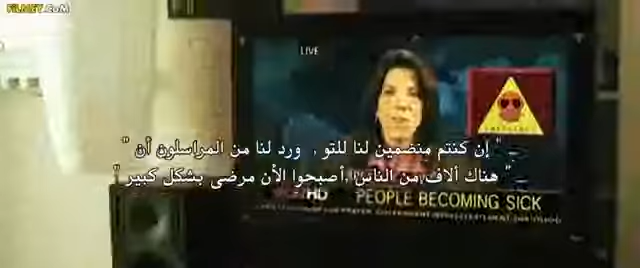 FiLMEY.CoM
LIVE
" إن كنتم منضمين لنا للتو , ورد لنا من المراسلون أن "
" هناك ألاف من الناس أصبحوا الأن مرضى بشكل كبير "
HD PEOPLE BECOMING SICK